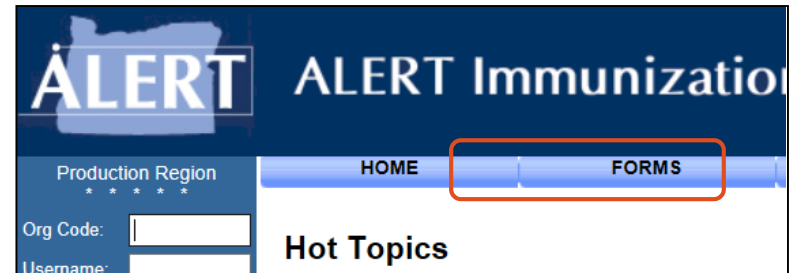 ALERT
ALERT Immunizatio
Production Region
* * * * *
HOME
FORMS
Org Code:
Hot Topics
Username: